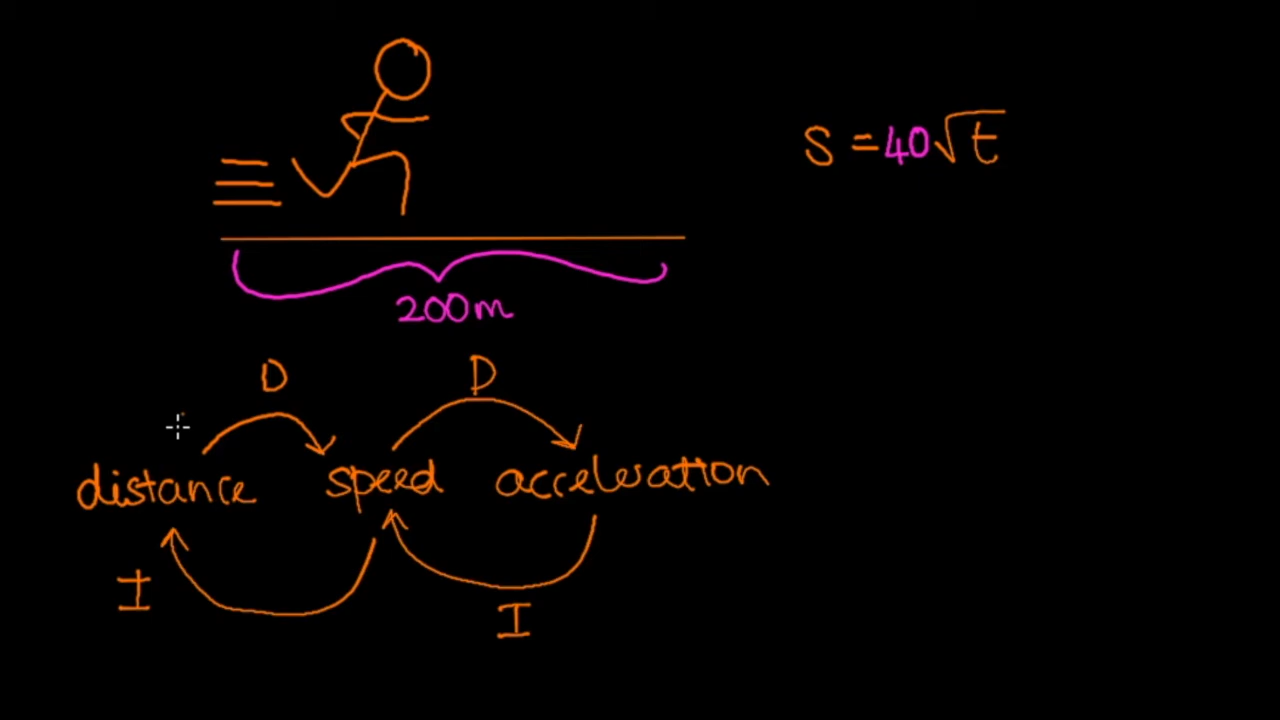 S = 40√t
200m
D D
distance speed acceleration
I I